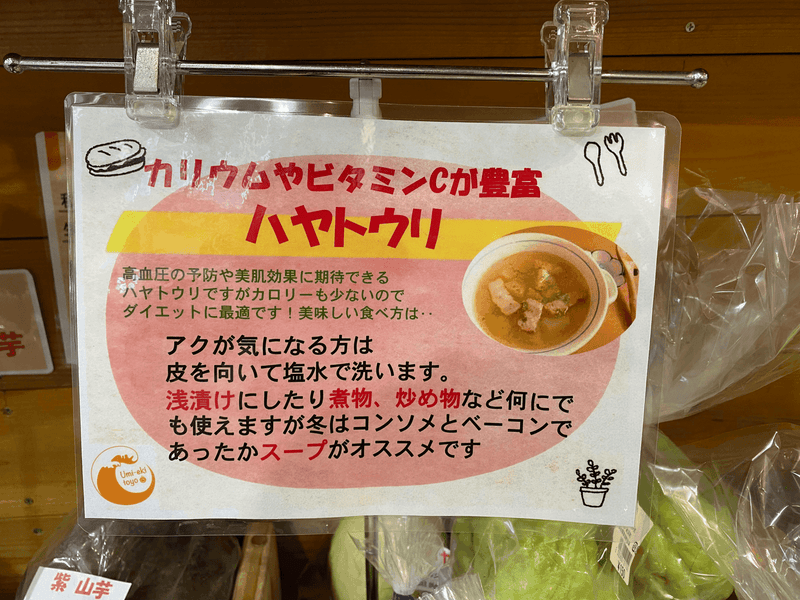 カリウムやビタミンCが豊富
ハヤトウリ
高血圧の予防や美肌効果に期待できる
ハヤトウリですがカロリーも少ないので
ダイエットに最適です！美味しい食べ方は‥
アクが気になる方は
皮を向いて塩水で洗います。
浅漬けにしたり煮物、炒め物など何にで
も使えますが冬はコンソメとベーコンで
あったかスープがオススメです
Umi-eki
toyo
芋
紫 山芋